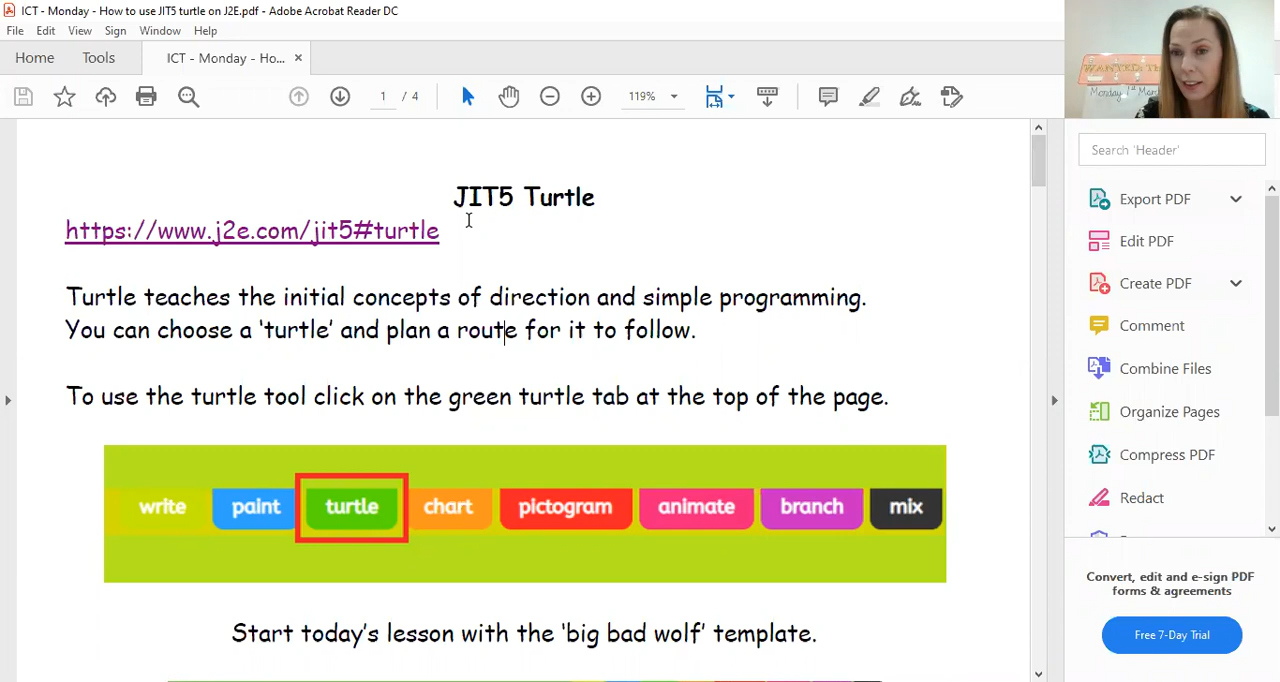 ICT - Monday - How to use JIT5 turtle on J2E.pdf - Adobe Acrobat Reader DC
File Edit View Sign Window Help
Home Tools ICT - Monday - Ho... ×
1 / 4 119%
JIT5 Turtle
https://www.j2e.com/jit5#turtle
Turtle teaches the initial concepts of direction and simple programming.
You can choose a ‘turtle’ and plan a route for it to follow.
To use the turtle tool click on the green turtle tab at the top of the page.
write paint turtle chart pictogram animate branch mix
Start today’s lesson with the ‘big bad wolf’ template.
Search 'Header'
Export PDF
Edit PDF
Create PDF
Comment
Combine Files
Organize Pages
Compress PDF
Redact
Convert, edit and e-sign PDF
forms & agreements
Free 7-Day Trial